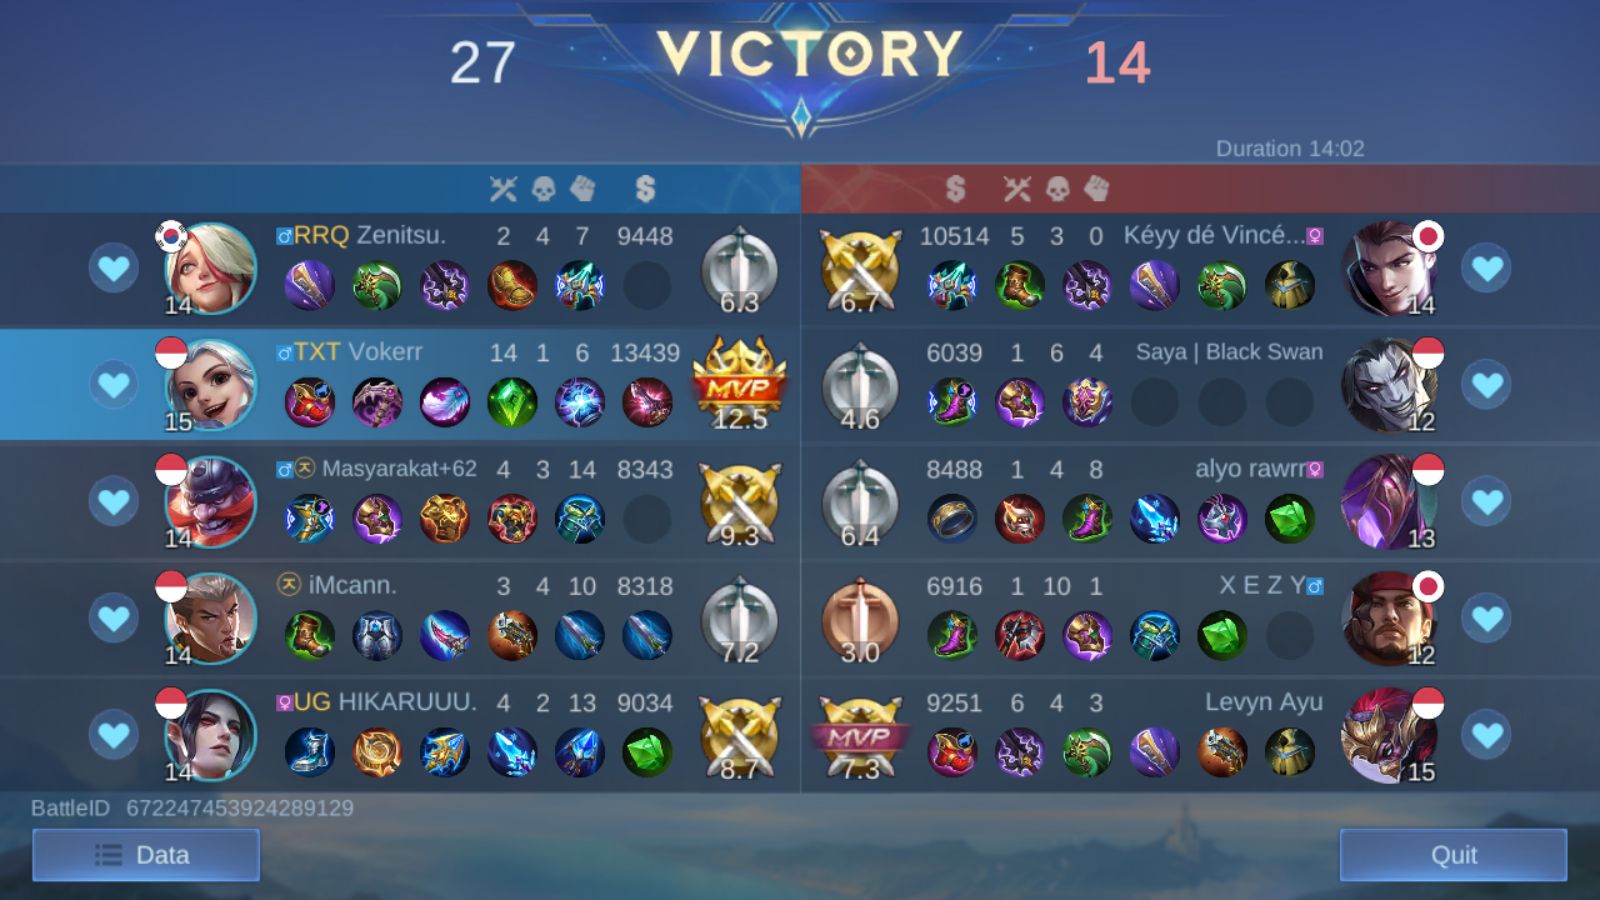 27 VICTORY 14
Duration 14:02
$ $
RRQ Zenitsu. 2 4 7 9448 6.3
14
6.7 10514 5 3 0 Kéyy dé Vincé...
14
TXT Vokerr 14 1 6 13439 MVP 12.5
15
4.6 6039 1 6 4 Saya | Black Swan
12
Masyarakat+62 4 3 14 8343 9.3
14
6.4 8488 1 4 8 alyo rawrr
13
iMcann. 3 4 10 8318 7.2
14
3.0 6916 1 10 1 X E Z Y
12
UG HIKARUUU. 4 2 13 9034 8.7
14
MVP 7.3 9251 6 4 3 Levyn Ayu
15
BattleID 672247453924289129
Data Quit